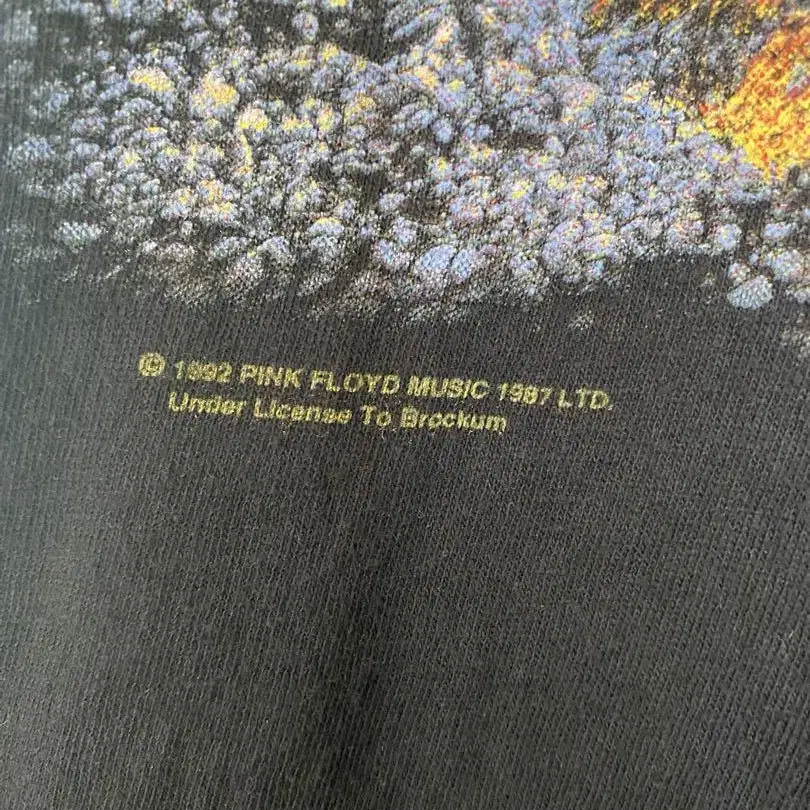 © 1992 PINK FLOYD MUSIC 1987 LTD.
Under License To Brockum